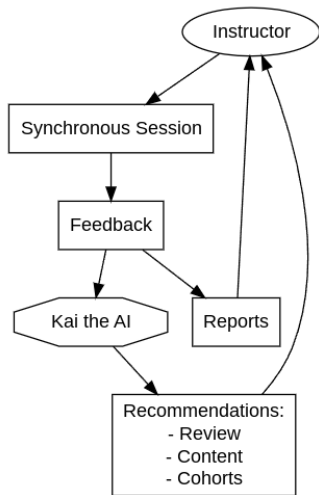 Instructor
Synchronous Session
Feedback
Kai the AI
Reports
Recommendations:
- Review
- Content
- Cohorts